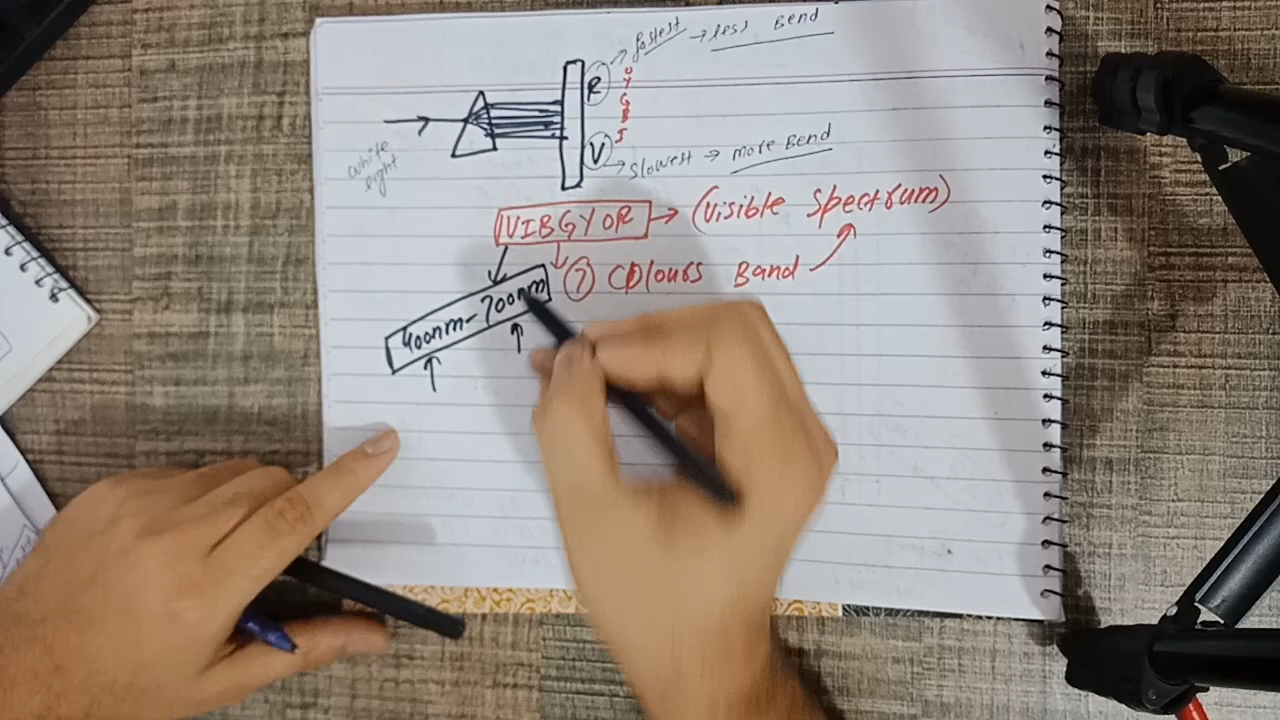 R → fastest → less Bend
O
Y
G
B
I
white light
V → slowest → more Bend
VIBGYOR → (Visible Spectrum)
⑦ Colours Band
400nm - 700nm